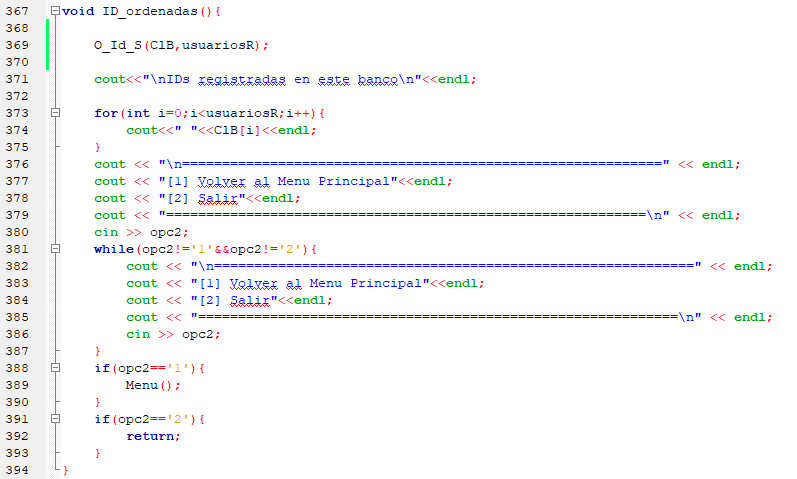 367 void ID_ordenadas(){
368
369     O_Id_S(ClB,usuariosR);
370
371     cout<<"\nIDs registradas en este banco\n"<<endl;
372
373     for(int i=0;i<usuariosR;i++){
374         cout<<" "<<ClB[i]<<endl;
375     }
376     cout << "\n============================================================" << endl;
377     cout << "[1] Volver al Menu Principal"<<endl;
378     cout << "[2] Salir"<<endl;
379     cout << "============================================================\n" << endl;
380     cin >> opc2;
381     while(opc2!='1'&&opc2!='2'){
382         cout << "\n============================================================" << endl;
383         cout << "[1] Volver al Menu Principal"<<endl;
384         cout << "[2] Salir"<<endl;
385         cout << "============================================================\n" << endl;
386         cin >> opc2;
387     }
388     if(opc2=='1'){
389         Menu();
390     }
391     if(opc2=='2'){
392         return;
393     }
394 }